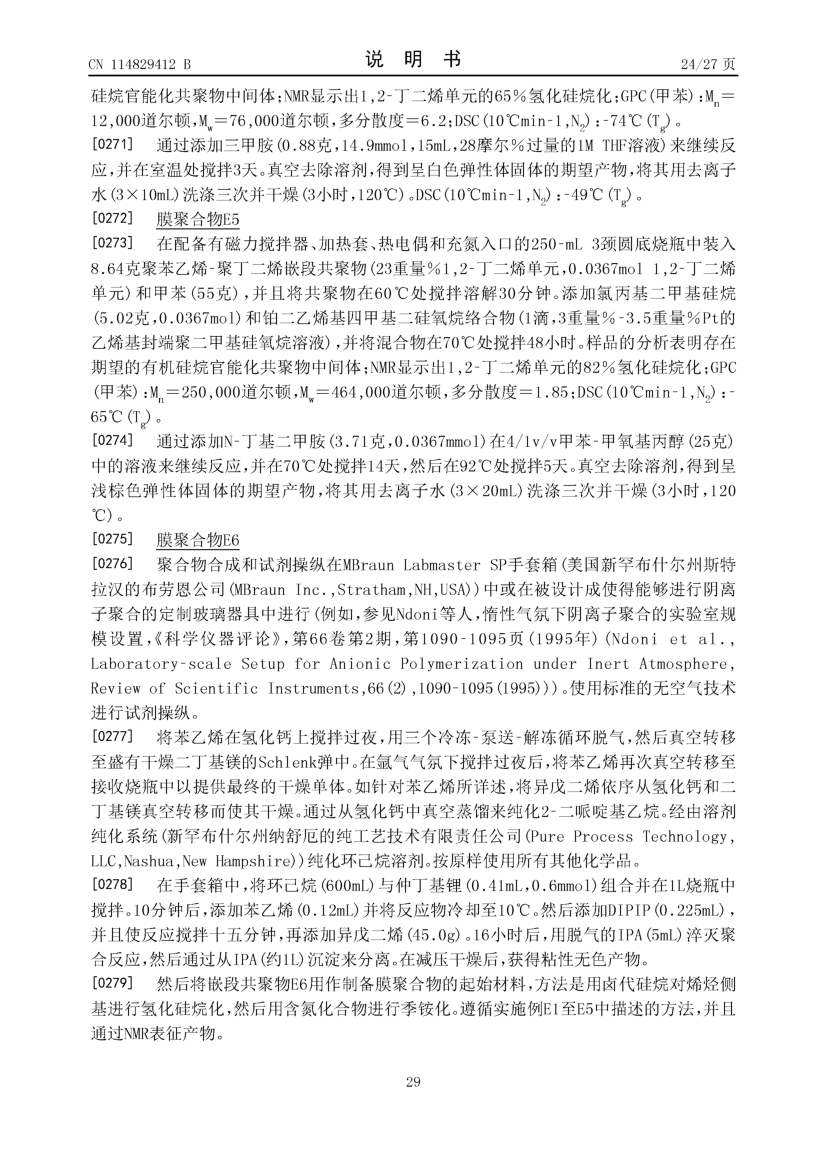 CN 114829412 B
说 明 书
24/27 页
硅烷官能化共聚物中间体;NMR显示出1,2-丁二烯单元的65%氢化硅烷化;GPC(甲苯):Mn=
12,000道尔顿,Mw=76,000道尔顿,多分散度=6.2;DSC(10℃min-1,N2):-74℃(Tg)。
[0271] 通过添加三甲胺(0.88克,14.9mmol,15mL,28摩尔%过量的1M THF溶液)来继续反
应,并在室温处搅拌3天。真空去除溶剂,得到呈白色弹性体固体的期望产物,将其用去离子
水(3×10mL)洗涤三次并干燥(3小时,120℃)。DSC(10℃min-1,N2):-49℃(Tg)。
[0272] 膜聚合物E5
[0273] 在配备有磁力搅拌器、加热套、热电偶和充氮入口的250-mL 3颈圆底烧瓶中装入
8.64克聚苯乙烯-聚丁二烯嵌段共聚物(23重量%1,2-丁二烯单元,0.0367mol 1,2-丁二烯
单元)和甲苯(55克),并且将共聚物在60℃处搅拌溶解30分钟。添加氯丙基二甲基硅烷
(5.02克,0.0367mol)和铂二乙烯基四甲基二硅氧烷络合物(1滴,3重量%-3.5重量%Pt的
乙烯基封端聚二甲基硅氧烷溶液),并将混合物在70℃处搅拌48小时。样品的分析表明存在
期望的有机硅烷官能化共聚物中间体;NMR显示出1,2-丁二烯单元的82%氢化硅烷化;GPC
(甲苯):Mn=250,000道尔顿,Mw=464,000道尔顿,多分散度=1.85;DSC(10℃min-1,N2):-
65℃(Tg)。
[0274] 通过添加N-丁基二甲胺(3.71克,0.0367mmol)在4/1v/v甲苯-甲氧基丙醇(25克)
中的溶液来继续反应,并在70℃处搅拌14天,然后在92℃处搅拌5天。真空去除溶剂,得到呈
浅棕色弹性体固体的期望产物,将其用去离子水(3×20mL)洗涤三次并干燥(3小时,120
℃)。
[0275] 膜聚合物E6
[0276] 聚合物合成和试剂操纵在MBraun Labmaster SP手套箱(美国新罕布什尔州斯特
拉汉的布劳恩公司(MBraun Inc.,Stratham,NH,USA))中或在被设计成使得能够进行阴离
子聚合的定制玻璃器具中进行(例如,参见Ndoni等人,惰性气氛下阴离子聚合的实验室规
模设置,《科学仪器评论》,第66卷第2期,第1090-1095页(1995年)(Ndoni et al.,
Laboratory-scale Setup for Anionic Polymerization under Inert Atmosphere,
Review of Scientific Instruments,66(2),1090-1095(1995)))。使用标准的无空气技术
进行试剂操纵。
[0277] 将苯乙烯在氢化钙上搅拌过夜,用三个冷冻-泵送-解冻循环脱气,然后真空转移
至盛有干燥二丁基镁的Schlenk弹中。在氩气气氛下搅拌过夜后,将苯乙烯再次真空转移至
接收烧瓶中以提供最终的干燥单体。如针对苯乙烯所详述,将异戊二烯依序从氢化钙和二
丁基镁真空转移而使其干燥。通过从氢化钙中真空蒸馏来纯化2-二哌啶基乙烷。经由溶剂
纯化系统(新罕布什尔州纳舒厄的纯工艺技术有限责任公司(Pure Process Technology,
LLC,Nashua,New Hampshire))纯化环己烷溶剂。按原样使用所有其他化学品。
[0278] 在手套箱中,将环己烷(600mL)与仲丁基锂(0.41mL,0.6mmol)组合并在1L烧瓶中
搅拌。10分钟后,添加苯乙烯(0.12mL)并将反应物冷却至10℃。然后添加DIPIP(0.225mL),
并且使反应搅拌十五分钟,再添加异戊二烯(45.0g)。16小时后,用脱气的IPA(5mL)淬灭聚
合反应,然后通过从IPA(约1L)沉淀来分离。在减压干燥后,获得粘性无色产物。
[0279] 然后将嵌段共聚物E6用作制备膜聚合物的起始材料,方法是用卤代硅烷对烯烃侧
基进行氢化硅烷化,然后用含氮化合物进行季铵化。遵循实施例E1至E5中描述的方法,并且
通过NMR表征产物。
29